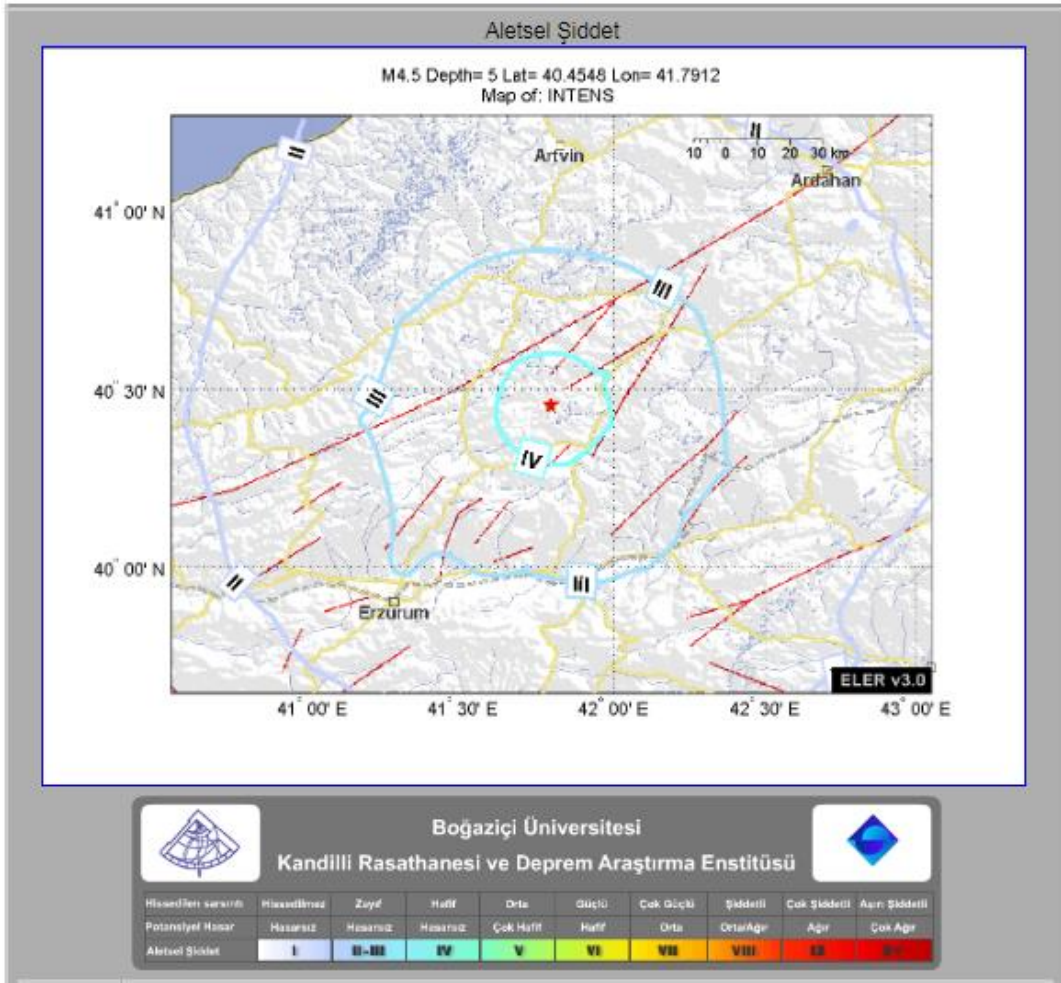 Aletsel Şiddet
M4.5 Depth= 5 Lat= 40.4548 Lon= 41.7912
Map of: INTENS
II
II
Artvin
10 0 10 20 30 km
Ardahan
41° 00' N
III
III
40° 30' N
IV
40° 00' N
II
III
Erzurum
ELER v3.0
41° 00' E 41° 30' E 42° 00' E 42° 30' E 43° 00' E
Boğaziçi Üniversitesi
Kandilli Rasathanesi ve Deprem Araştırma Enstitüsü
Hissedilen sarsıntı Hissedilmez Zayıf Hafif Orta Güçlü Çok Güçlü Şiddetli Çok Şiddetli Aşırı Şiddetli
Potansiyel Hasar Hasarsız Hasarsız Hasarsız Çok Hafif Hafif Orta Orta/Ağır Ağır Çok Ağır
Aletsel Şiddet I II-III IV V VI VII VIII IX